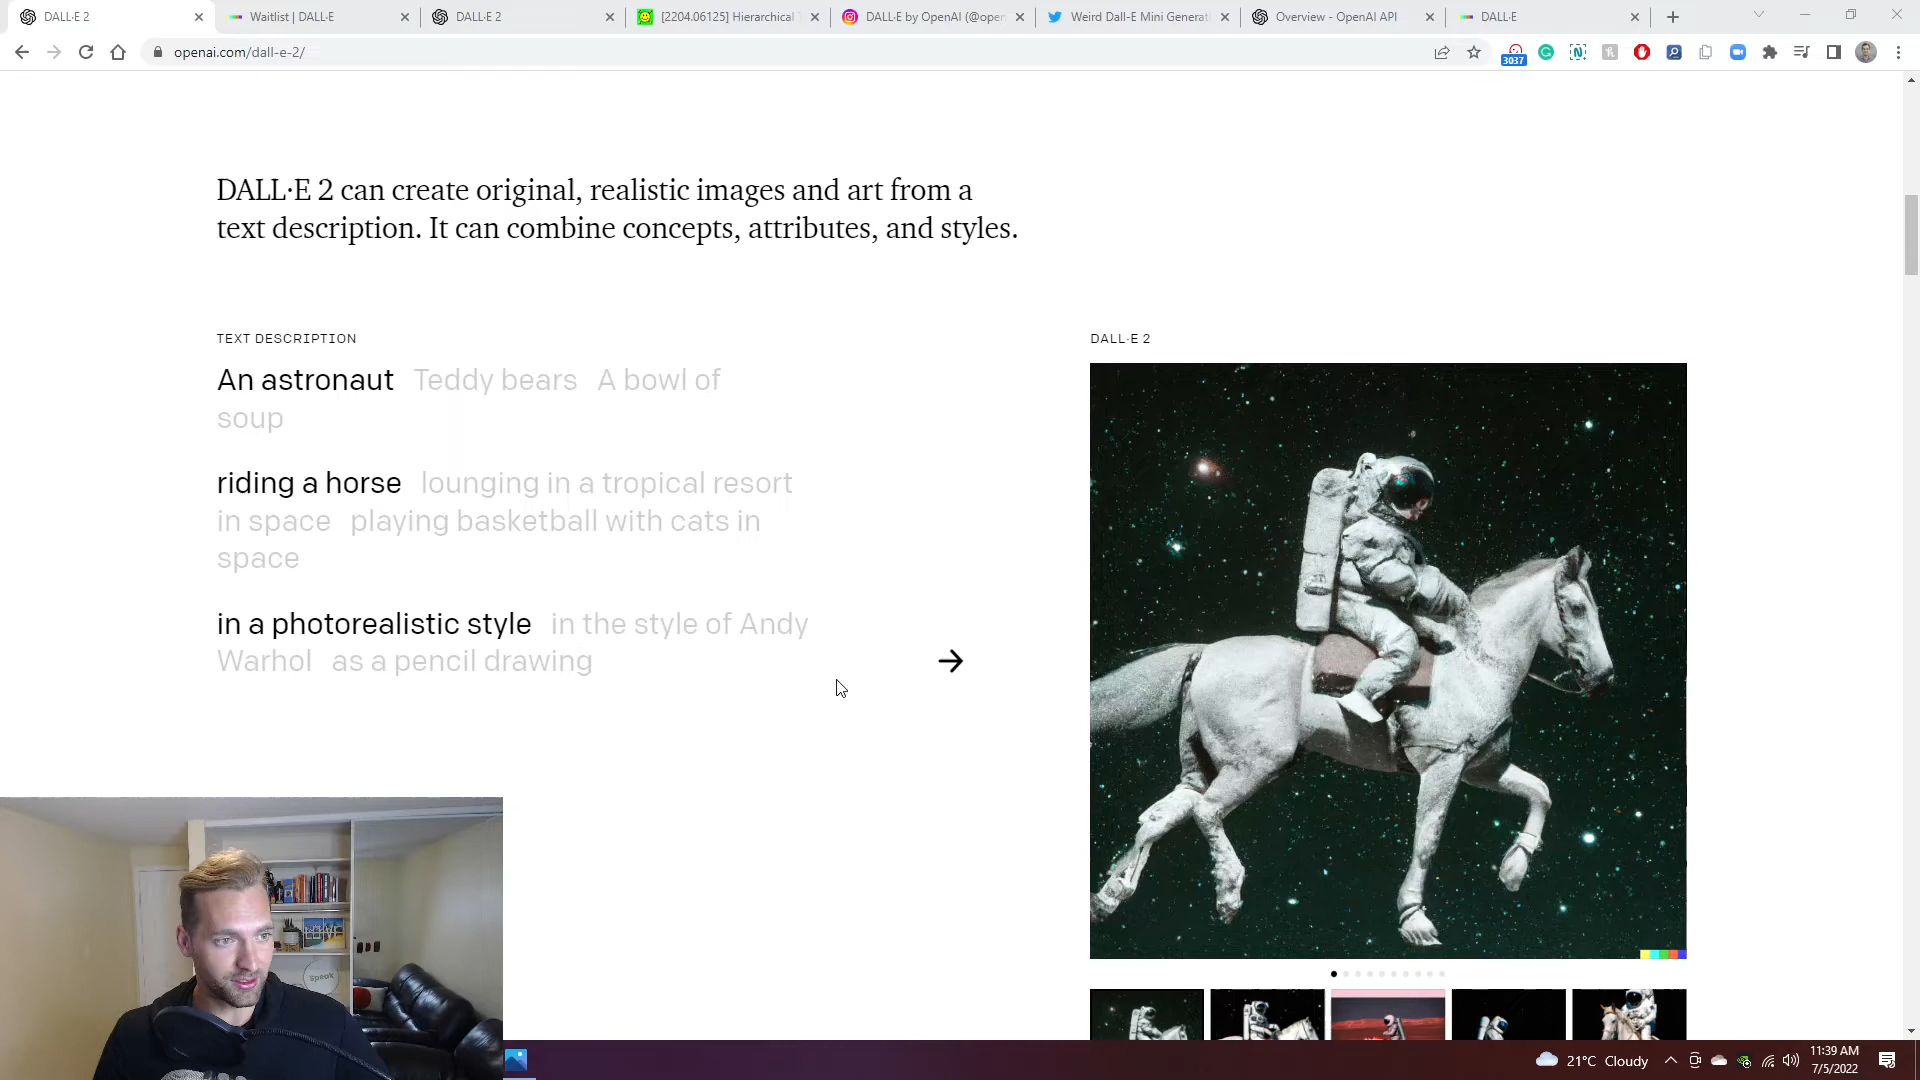 DALL·E 2
Waitlist | DALL·E
DALL·E 2
[2204.06125] Hierarchical
DALL·E by OpenAI (@open
Weird Dall-E Mini Generati
Overview - OpenAI API
DALL·E
openai.com/dall-e-2/
3037
DALL·E 2 can create original, realistic images and art from a
text description. It can combine concepts, attributes, and styles.
TEXT DESCRIPTION
An astronaut Teddy bears A bowl of
soup
riding a horse lounging in a tropical resort
in space playing basketball with cats in
space
in a photorealistic style in the style of Andy
Warhol as a pencil drawing
DALL·E 2
speak
21°C Cloudy
11:39 AM
7/5/2022